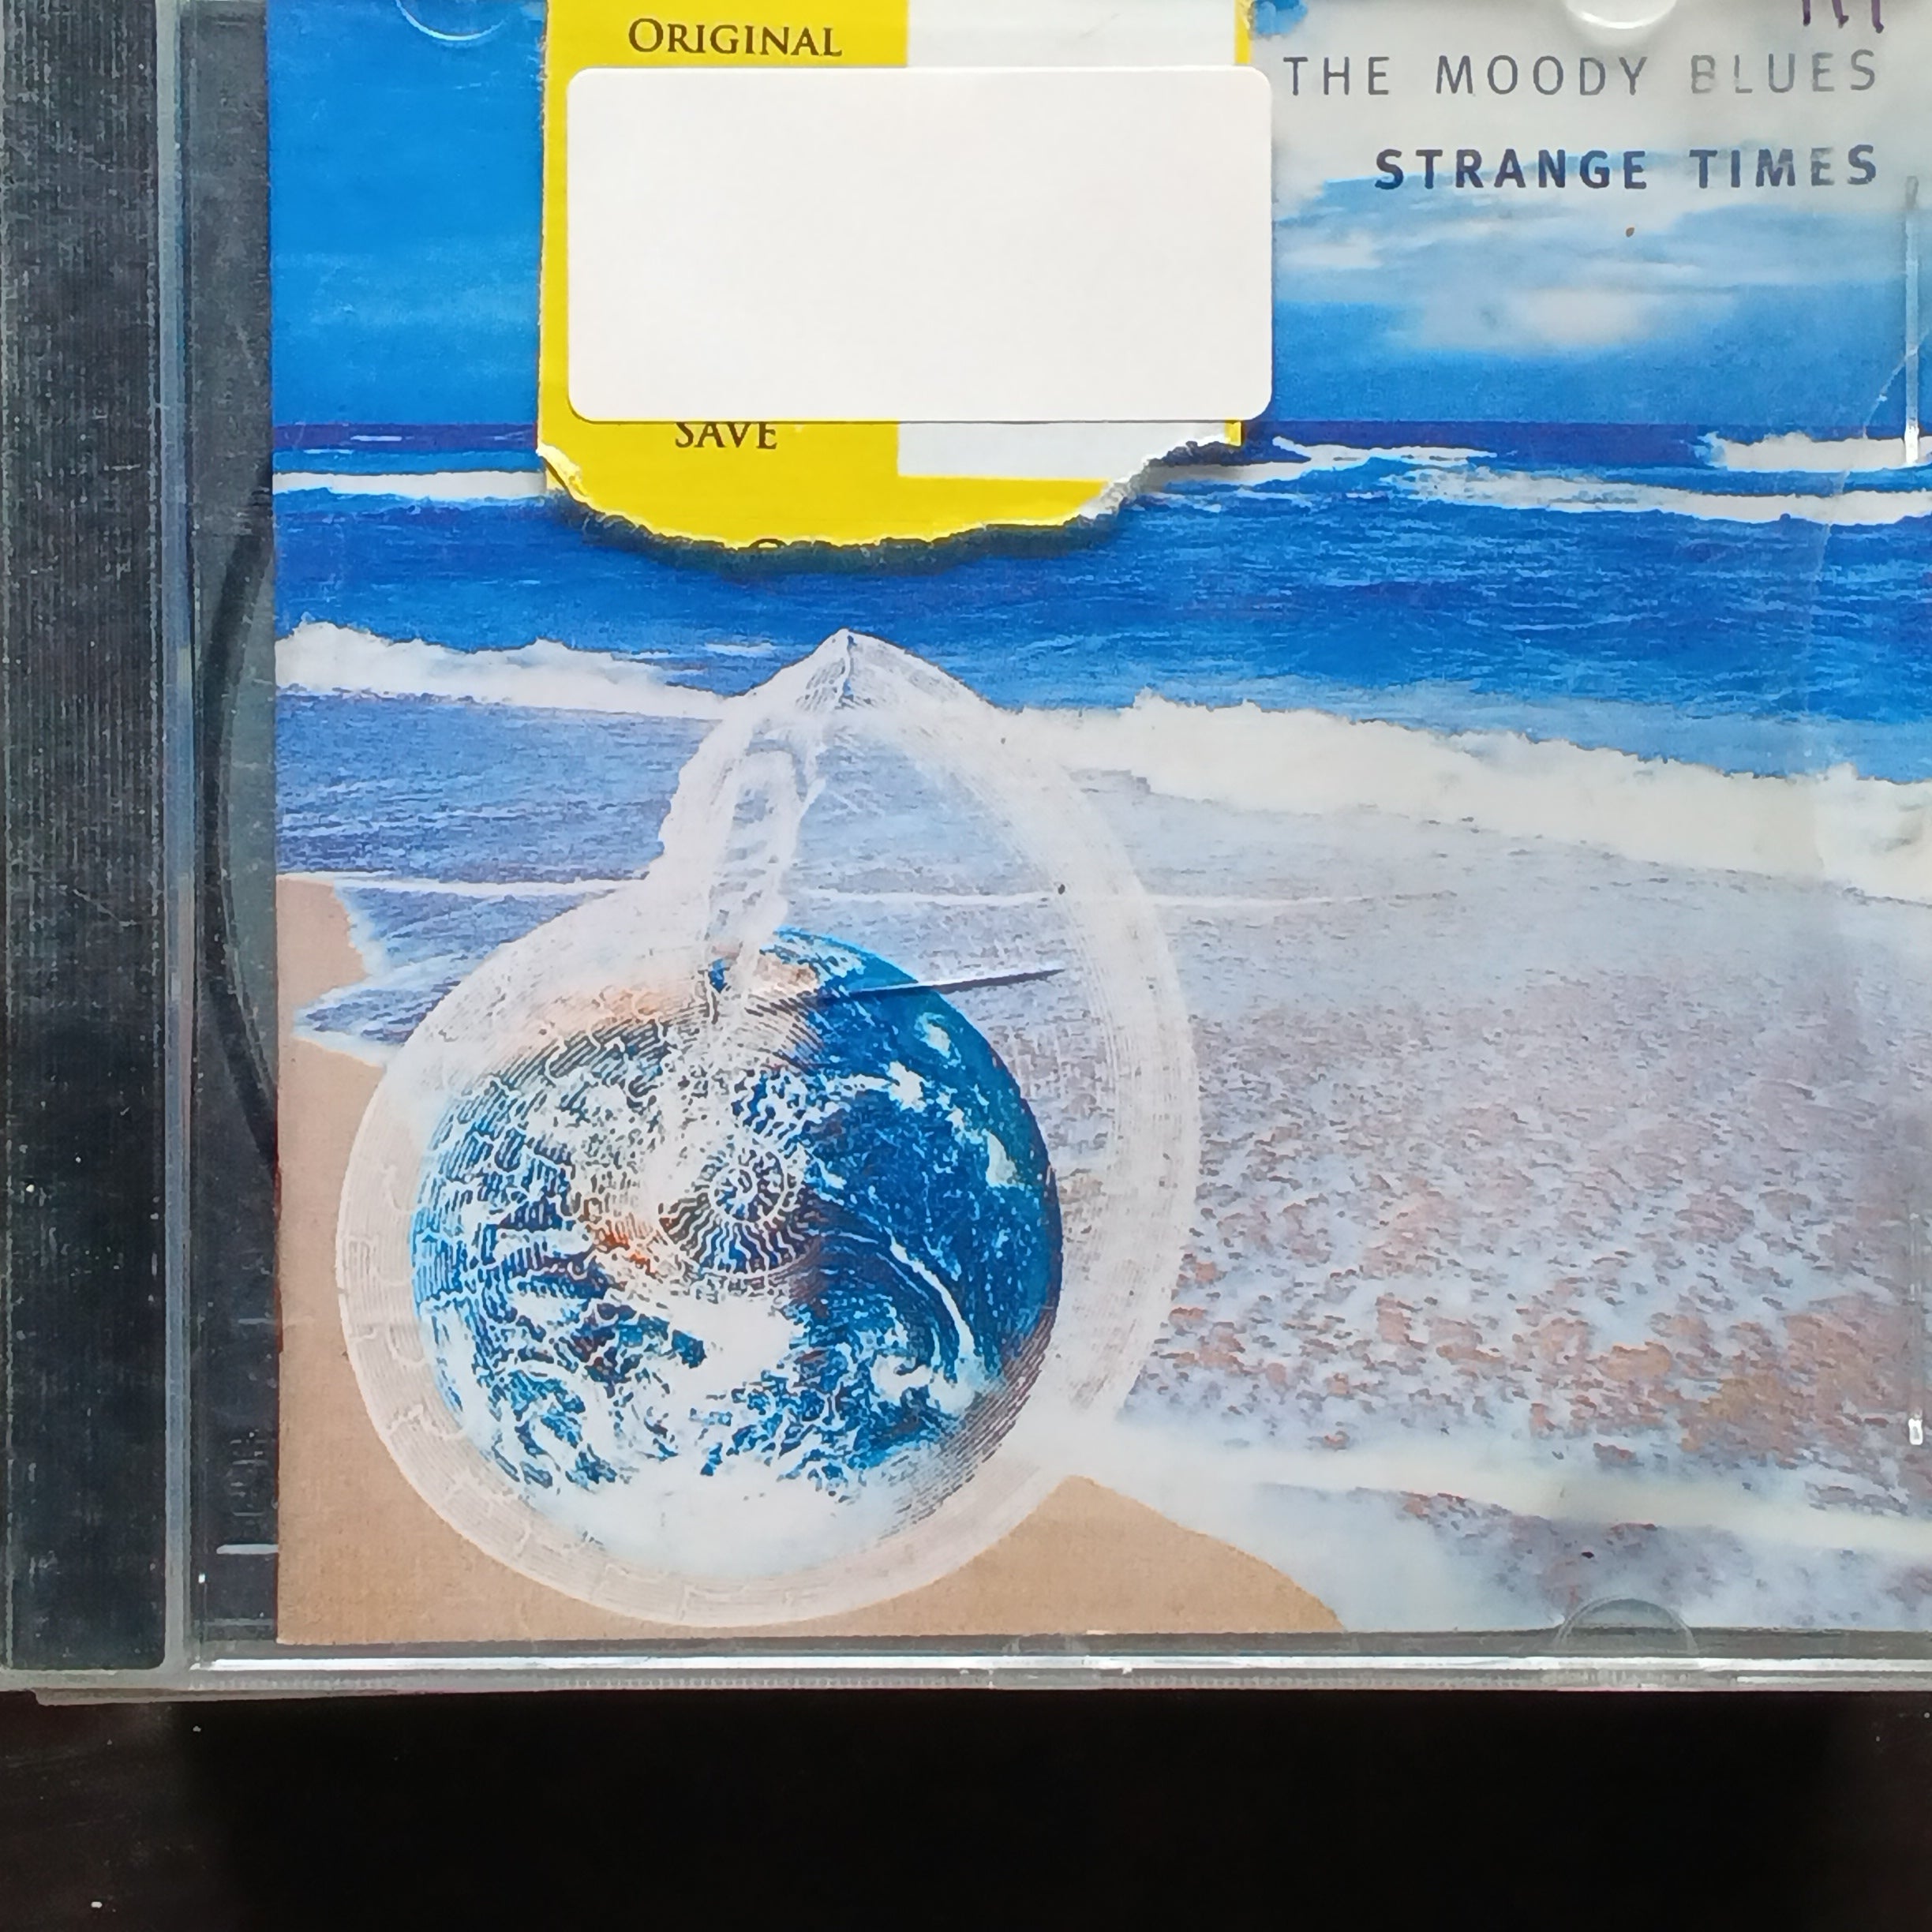 ORIGINAL
THE MOODY BLUES
STRANGE TIMES
SAVE